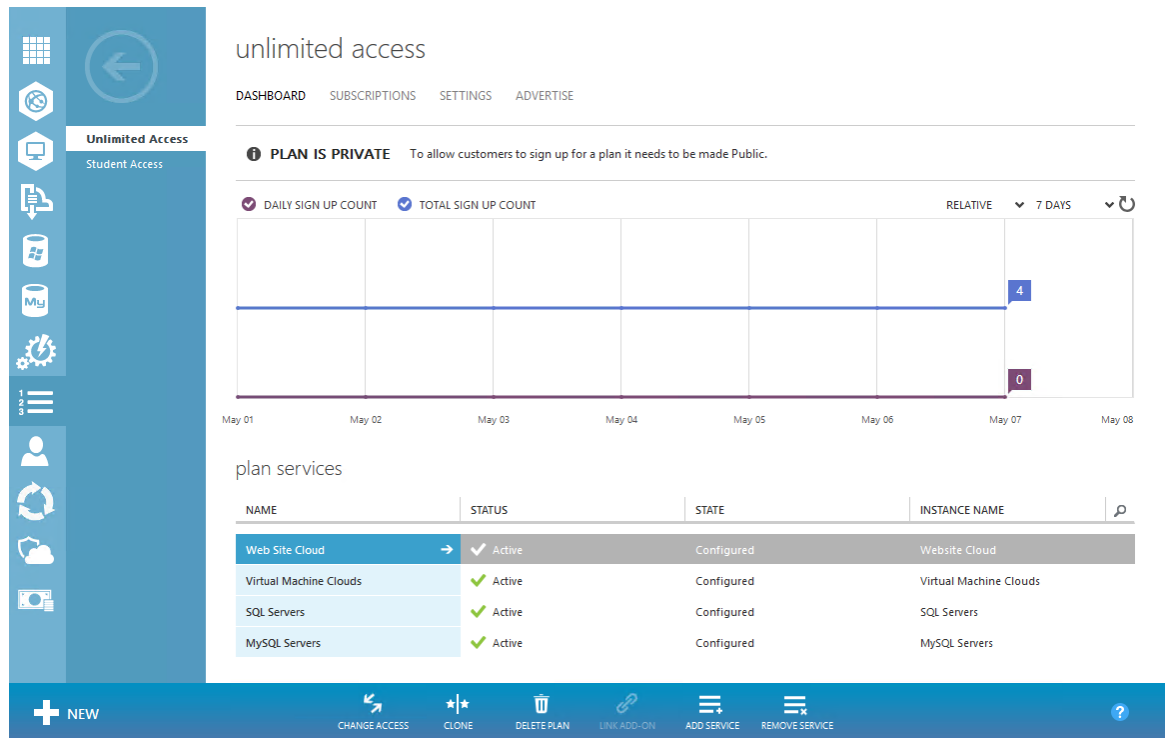 unlimited access
DASHBOARD SUBSCRIPTIONS SETTINGS ADVERTISE
Unlimited Access
Student Access
PLAN IS PRIVATE To allow customers to sign up for a plan it needs to be made Public.
DAILY SIGN UP COUNT TOTAL SIGN UP COUNT RELATIVE 7 DAYS
4
0
May 01 May 02 May 03 May 04 May 05 May 06 May 07 May 08
My
1
2
3
plan services
NAME STATUS STATE INSTANCE NAME
Web Site Cloud Active Configured Website Cloud
Virtual Machine Clouds Active Configured Virtual Machine Clouds
SQL Servers Active Configured SQL Servers
MySQL Servers Active Configured MySQL Servers
NEW CHANGE ACCESS CLONE DELETE PLAN LINK ADD-ON ADD SERVICE REMOVE SERVICE ?